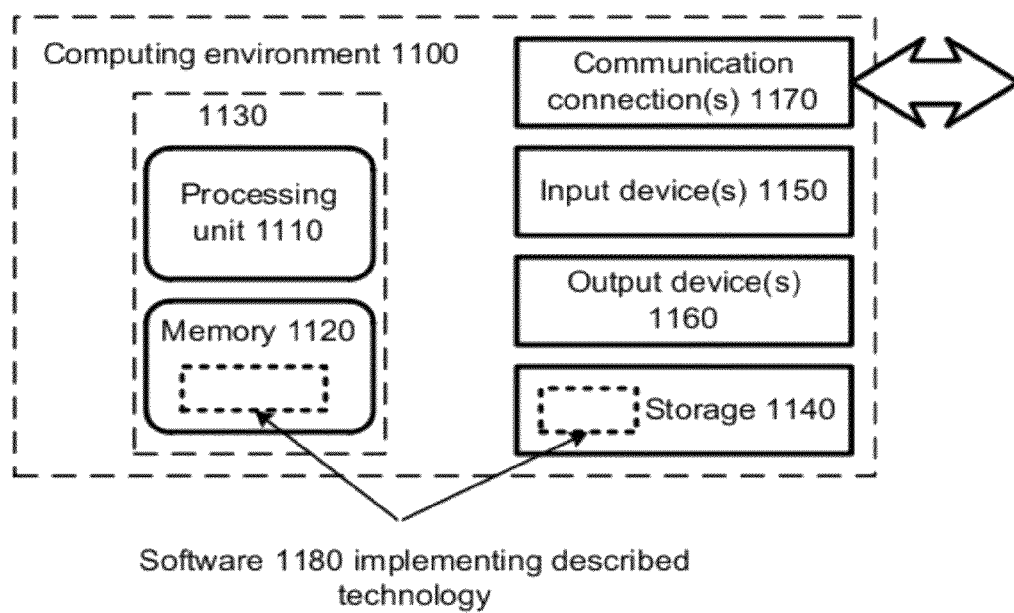 Computing environment 1100
1130
Processing
unit 1110
Memory 1120
Communication
connection(s) 1170
Input device(s) 1150
Output device(s)
1160
Storage 1140
Software 1180 implementing described
technology